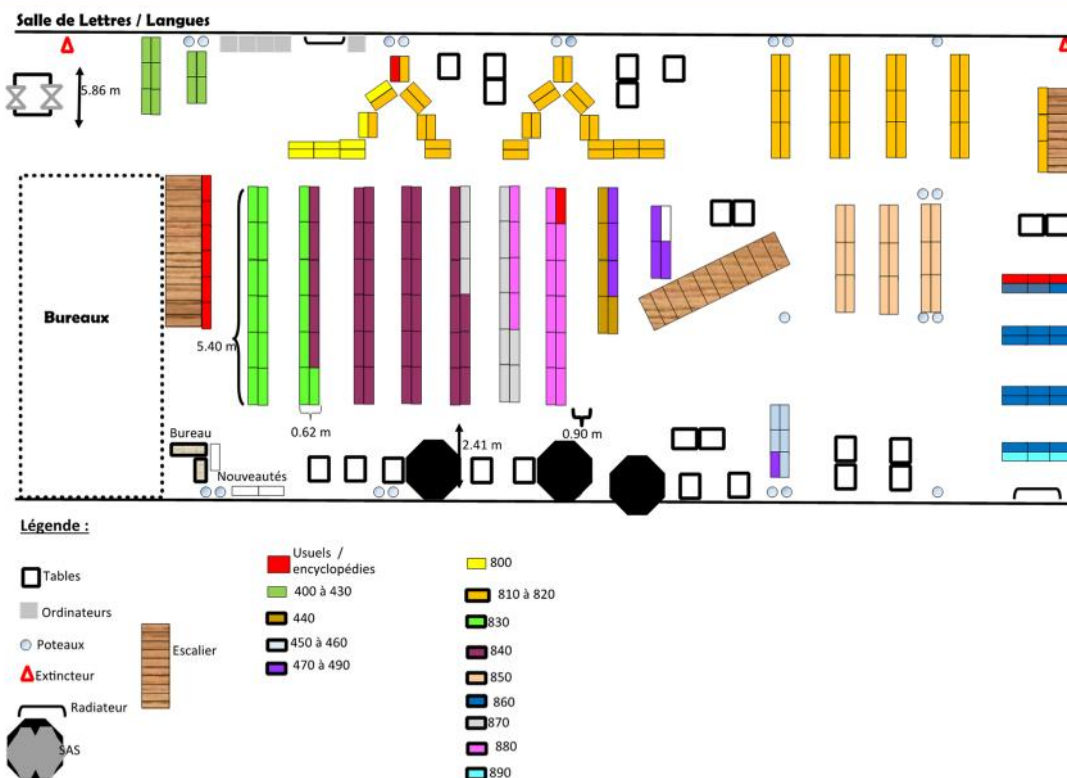 Salle de Lettres / Langues
5.86 m
Bureaux
5.40 m
0.62 m
2.41 m
0.90 m
Bureau
Nouveautés
Légende :
Tables
Ordinateurs
Poteaux
Extincteur
Radiateur
SAS
Escalier
Usuels /
encyclopédies
400 à 430
440
450 à 460
470 à 490
800
810 à 820
830
840
850
860
870
880
890